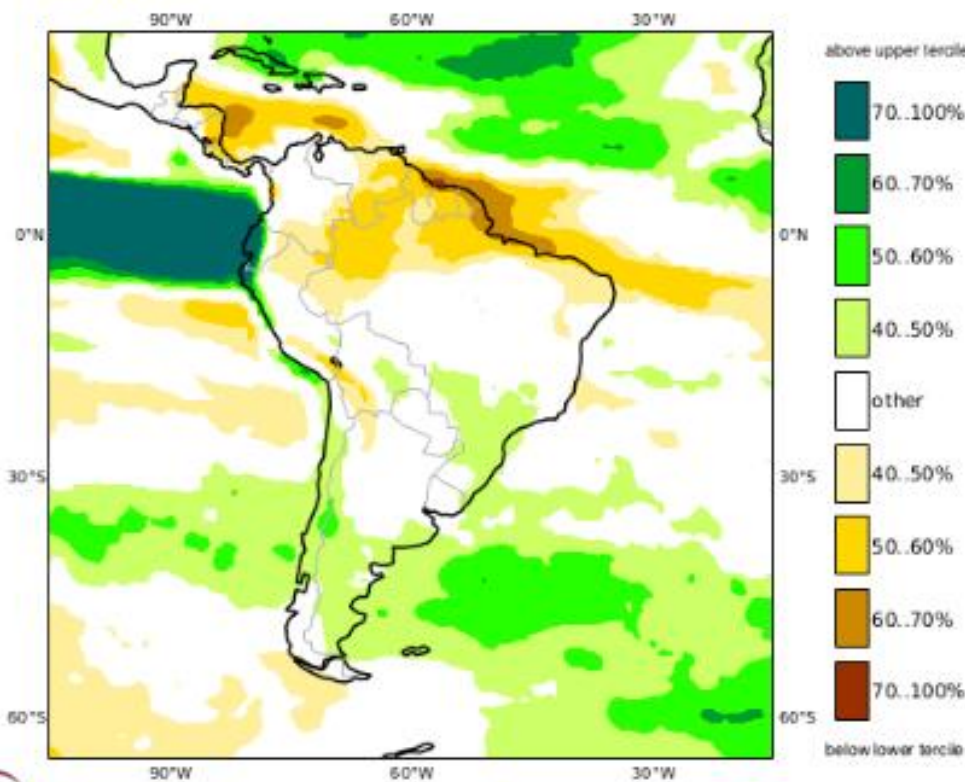 90°W 60°W 30°W
above upper tercile
70..100%
60..70%
50..60%
0°N 0°N
40..50%
other
30°S 30°S
40..50%
50..60%
60..70%
70..100%
60°S 60°S
below lower tercile
90°W 60°W 30°W